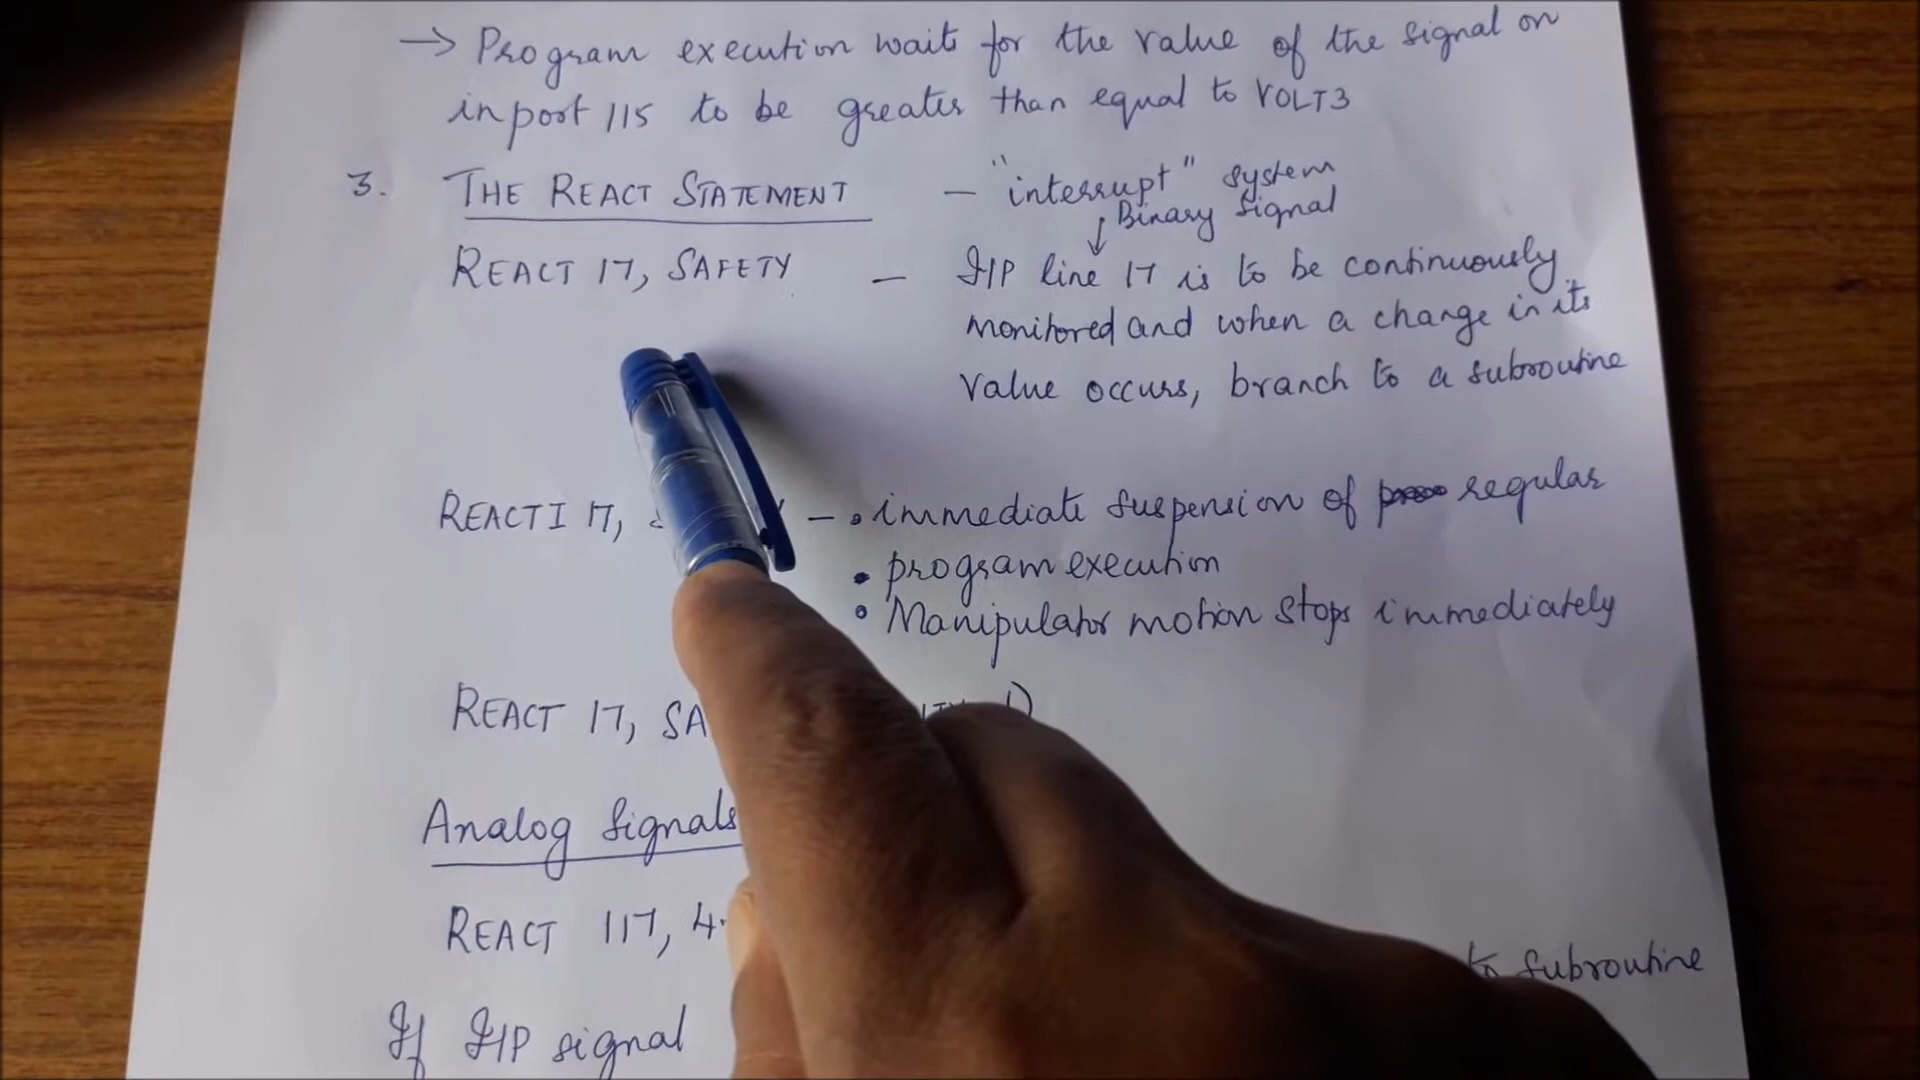 → Program execution waits for the value of the signal on
inport 115 to be greater than equal to VOLT3
3. THE REACT STATEMENT – "interrupt" system
Binary Signal
REACT 17, SAFETY – I/P line 17 is to be continuously
monitored and when a change in its
value occurs, branch to a subroutine
REACTI 17, – • immediate suspension of regular
• program execution
• Manipulator motion stops immediately
REACT 17,
Analog Signals
REACT 117,
to subroutine
If I/P signal